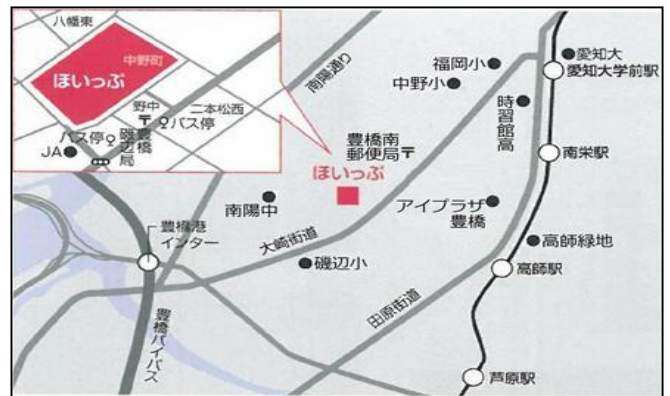 八幡東
中野町
ほいっぷ
野中
〒
二本松西
バス停
豊橋
磯辺局
バス停
JA
南陽通り
福岡小
中野小
愛知大
愛知大学前駅
時習館高
豊橋南
郵便局〒
ほいっぷ
南栄駅
南陽中
アイプラザ
豊橋
豊橋港
インター
大崎街道
磯辺小
高師緑地
高師駅
田原街道
豊橋バイパス
芦原駅